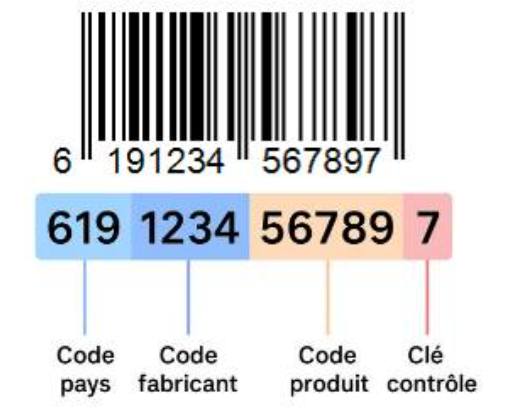 6 191234 567897
619 1234 56789 7
Code pays
Code fabricant
Code produit
Clé contrôle